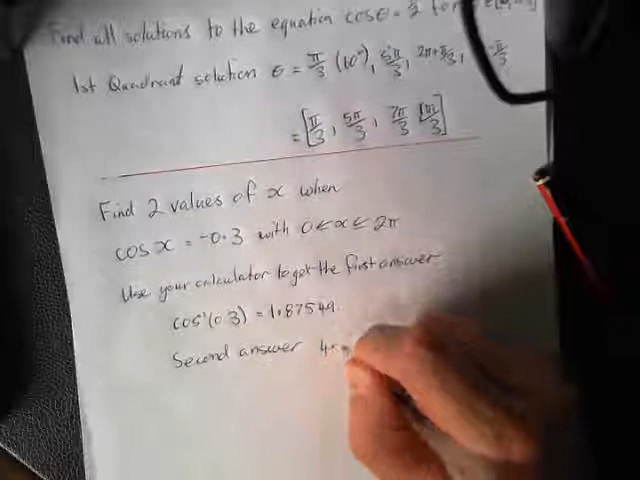 Find all solutions to the equation cosθ = ½ for
1st Quadrant solution θ = π/3 (60°), 5π/3, 2π+π/3, -π/3
= [π/3, 5π/3, 7π/3
Find 2 values of x when
cos x = -0.3 with 0≤x≤ 2π
Use your calculator to get the first answer
cos⁻¹(0.3) = 1.87549
Second answer 4